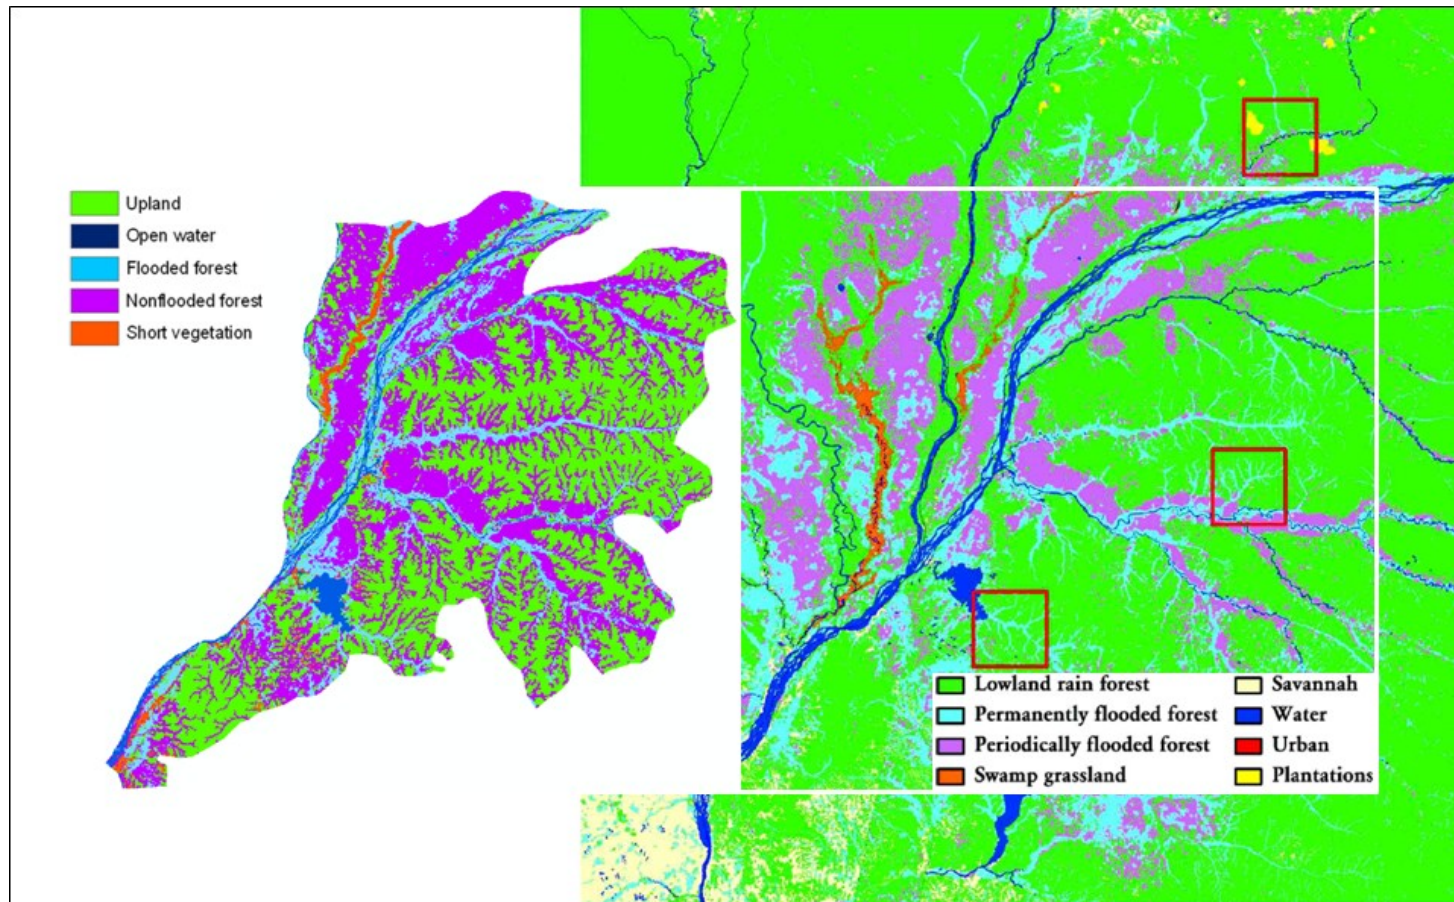 Upland
Open water
Flooded forest
Nonflooded forest
Short vegetation
Lowland rain forest
Permanently flooded forest
Periodically flooded forest
Swamp grassland
Savannah
Water
Urban
Plantations